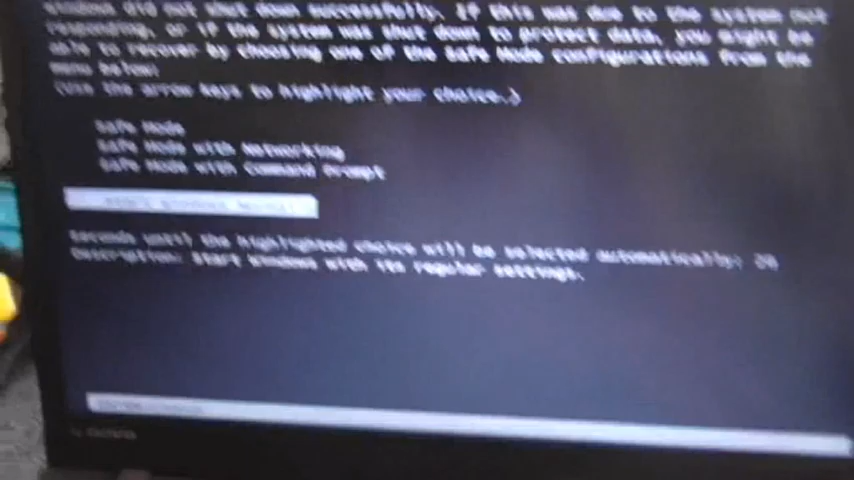 Windows did not shut down successfully. If this was due to the system not
responding, or if the system was shut down to protect data, you might be
able to recover by choosing one of the Safe Mode configurations from the
menu below:
(Use the arrow keys to highlight your choice.)
Safe Mode
Safe Mode with Networking
Safe Mode with Command Prompt
Start Windows Normally
Seconds until the highlighted choice will be selected automatically: 28
Description: Start Windows with its regular settings.